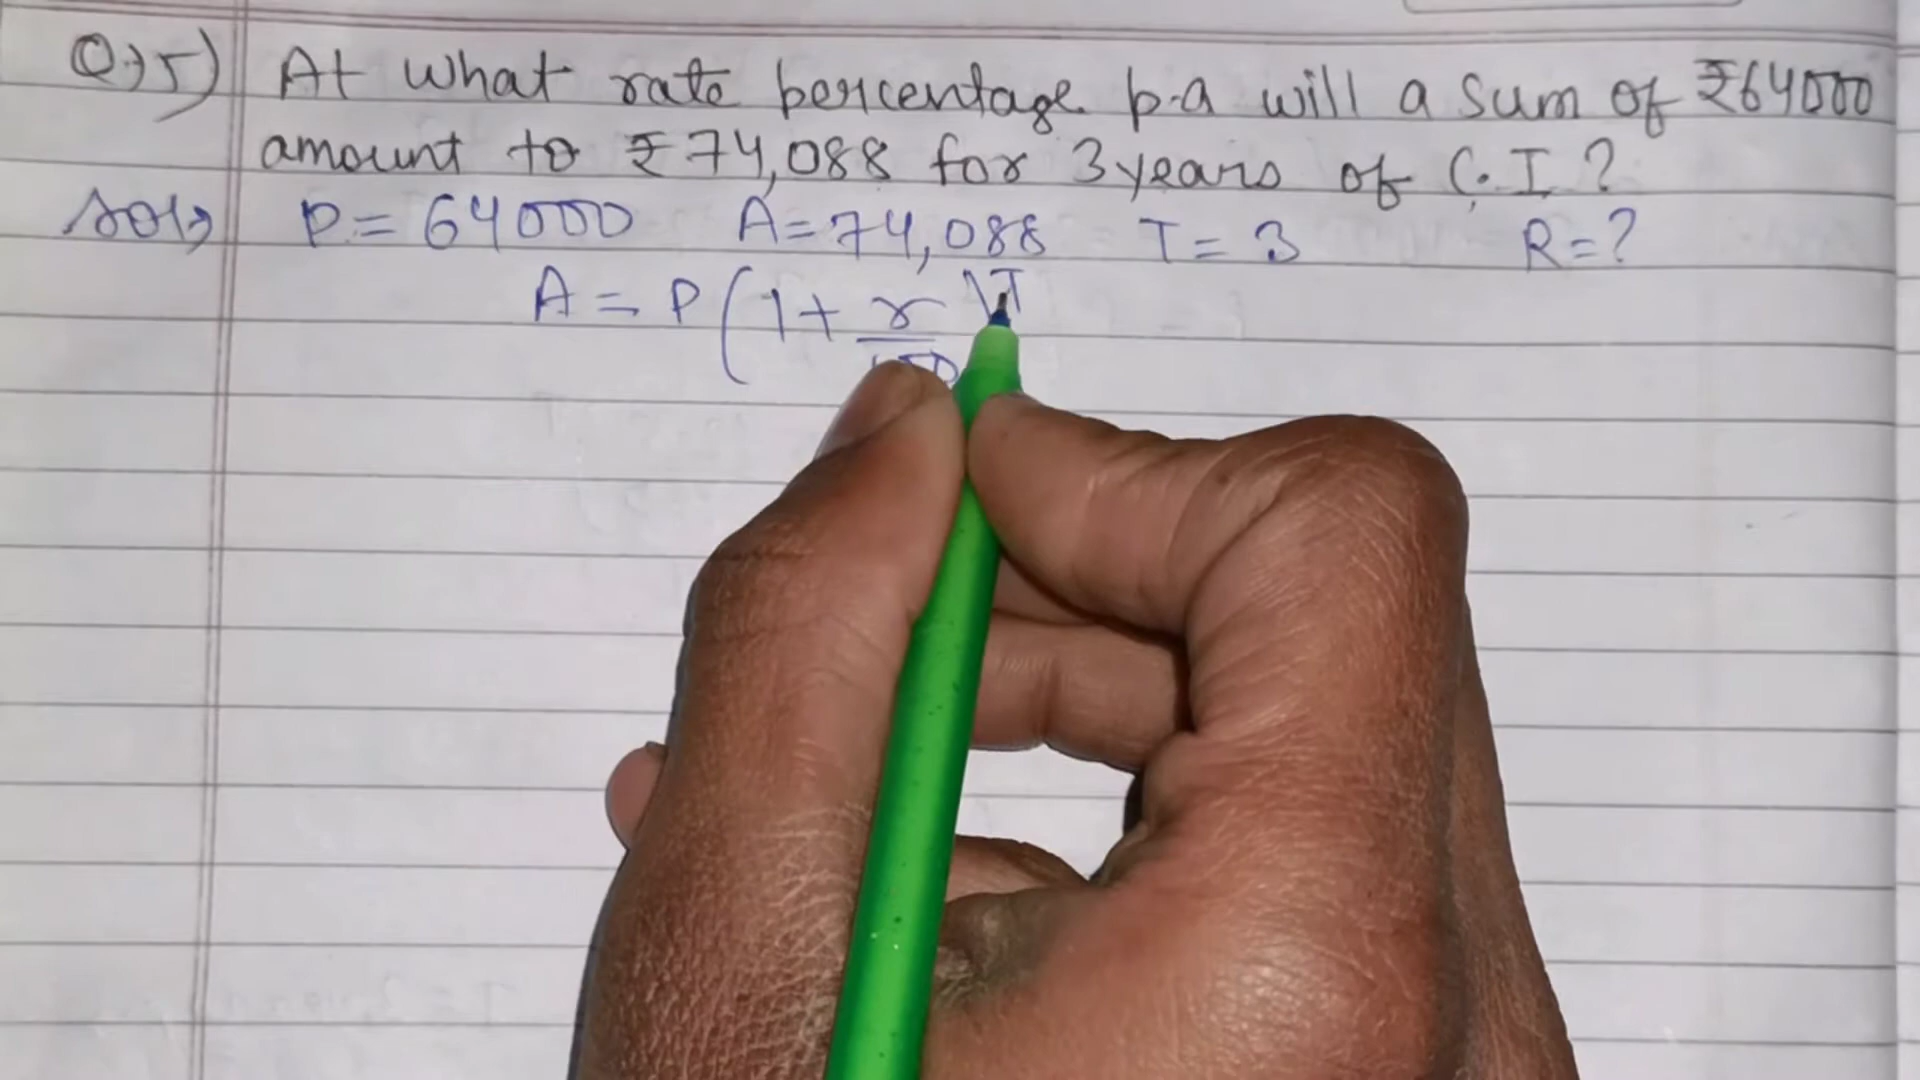 Q→5) At what rate percentage p.a will a sum of ₹64000
amount to ₹74,088 for 3 years of C.I ?
Sol→ P = 64000 A = 74,088 T = 3 R = ?
A = P (1 + r/100)T